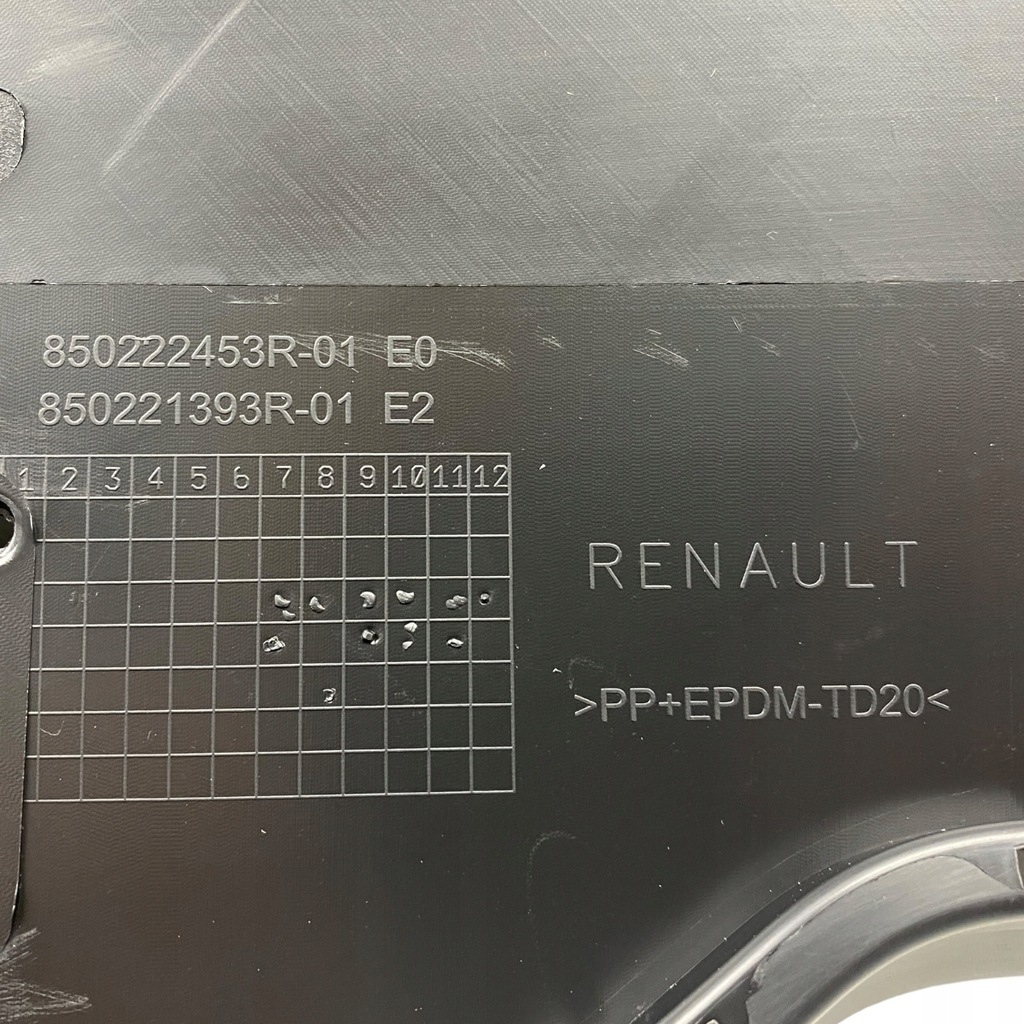 850222453R-01 E0
850221393R-01 E2
1 2 3 4 5 6 7 8 9 10 11 12
RENAULT
>PP+EPDM-TD20<